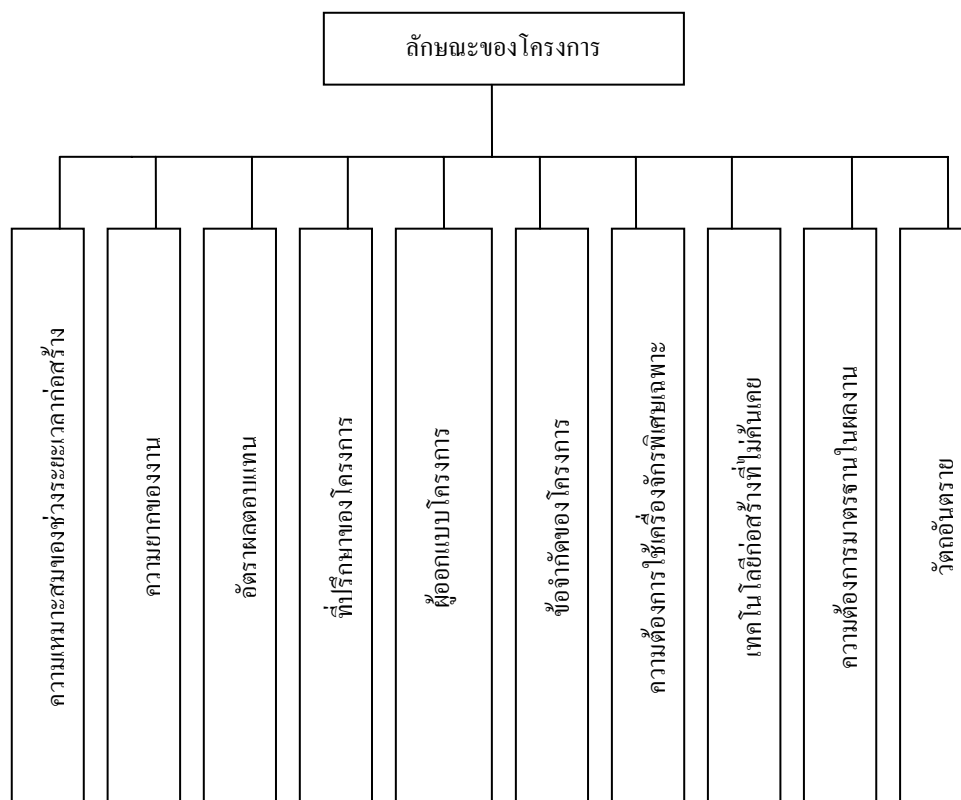 ลักษณะของโครงการ
ความเหมาะสมของช่วงระยะเวลาก่อสร้าง
ความยากของงาน
อัตราผลตอบแทน
ที่ปรึกษาของโครงการ
ผู้ออกแบบโครงการ
ข้อจำกัดของโครงการ
ความต้องการใช้เครื่องจักรพิเศษเฉพาะ
เทคโนโลยีก่อสร้างที่ไม่คุ้นเคย
ความต้องการมาตรฐานในผลงาน
วัตถุอันตราย